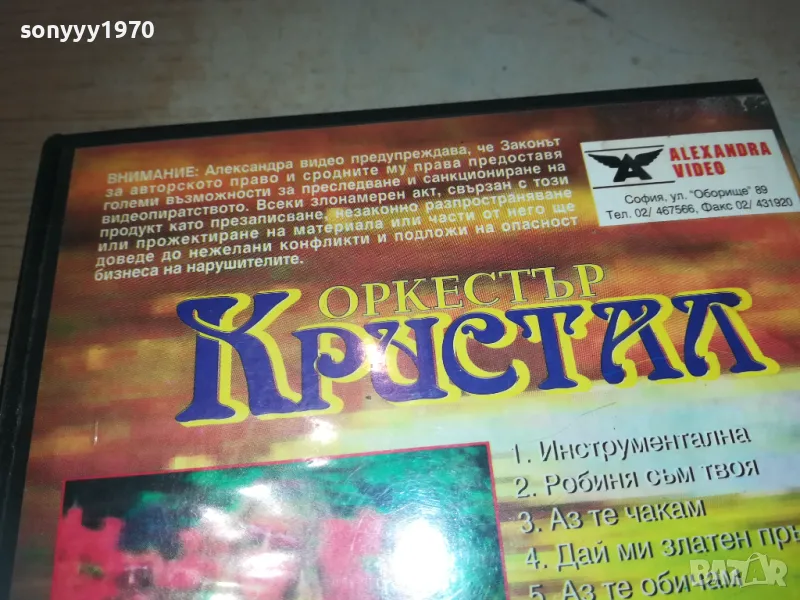 sonyyy1970
ВНИМАНИЕ: Александра видео предупреждава, че Законът
за авторското право и сродните му права предоставя
големи възможности за преследване и санкциониране на
видеопиратството. Всеки злонамерен акт, свързан с този
продукт като презаписване, незаконно разпространяване
или прожектиране на материала или части от него ще
доведе до нежелани конфликти и подложи на опасност
бизнеса на нарушителите.
ALEXANDRA
VIDEO
София, ул. "Оборище" 89
Тел. 02/ 467566, Факс 02/ 431920
ОРКЕСТЪР
Кристал
1. Инструментална
2. Робиня съм твоя
3. Аз те чакам
4. Дай ми златен пръ
5. Аз те обичам
BAZAR